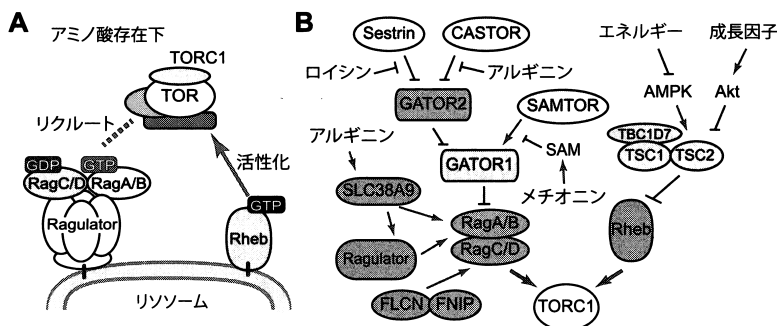 A
アミノ酸存在下
TORC1
TOR
リクルート
GDP
GTP
RagC/D
RagA/B
活性化
Ragulator
GTP
Rheb
リソソーム
B
Sestrin
CASTOR
エネルギー
成長因子
ロイシン
アルギニン
GATOR2
SAMTOR
AMPK
Akt
アルギニン
TBC1D7
GATOR1
SAM
TSC1
TSC2
SLC38A9
メチオニン
RagA/B
Rheb
Ragulator
RagC/D
FLCN
FNIP
TORC1